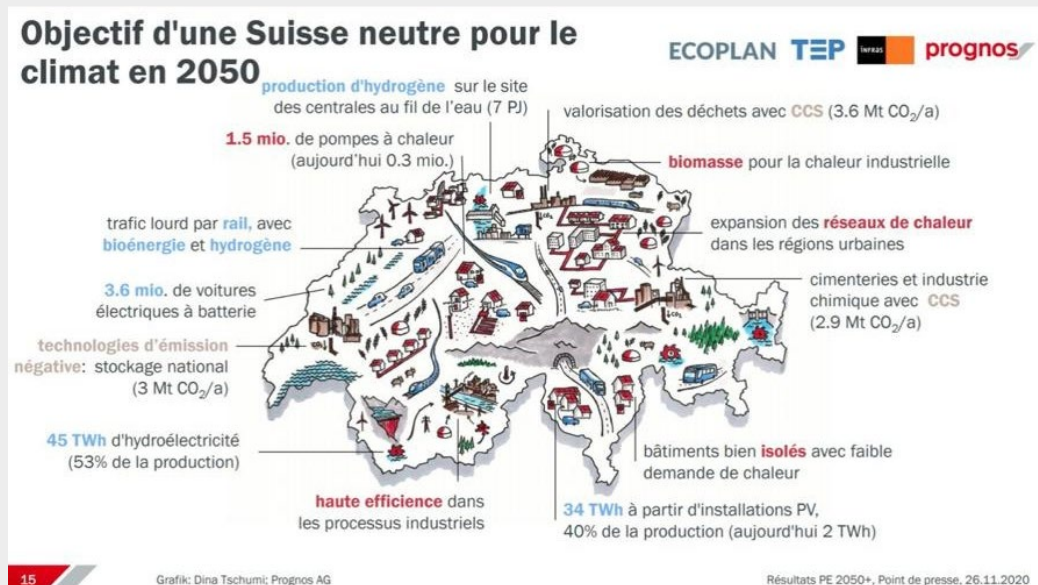 Objectif d'une Suisse neutre pour le
climat en 2050
ECOPLAN TEP infras prognos
production d'hydrogène sur le site
des centrales au fil de l'eau (7 PJ)
valorisation des déchets avec CCS (3.6 Mt CO₂/a)
1.5 mio. de pompes à chaleur
(aujourd'hui 0.3 mio.)
biomasse pour la chaleur industrielle
trafic lourd par rail, avec
bioénergie et hydrogène
expansion des réseaux de chaleur
dans les régions urbaines
3.6 mio. de voitures
électriques à batterie
cimenteries et industrie
chimique avec CCS
(2.9 Mt CO₂/a)
technologies d'émission
négative: stockage national
(3 Mt CO₂/a)
45 TWh d'hydroélectricité
(53% de la production)
bâtiments bien isolés avec faible
demande de chaleur
haute efficience dans
les processus industriels
34 TWh à partir d'installations PV,
40% de la production (aujourd'hui 2 TWh)
15
Grafik: Dina Tschumi; Prognos AG
Résultats PE 2050+, Point de presse, 26.11.2020